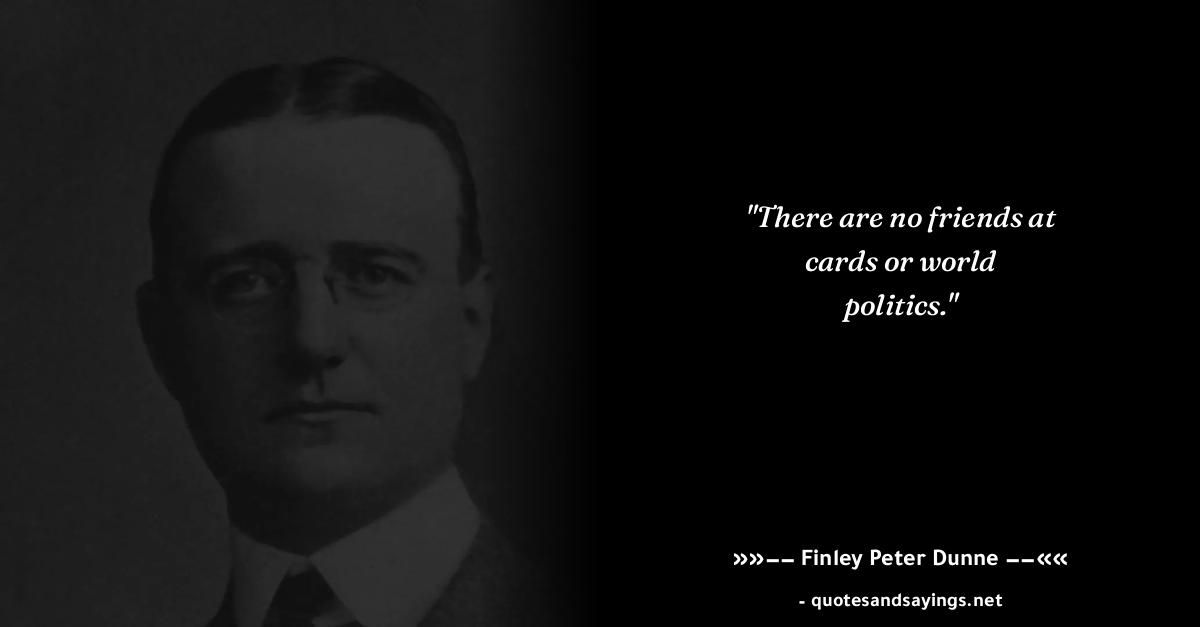 "There are no friends at
cards or world
politics."
»»–– Finley Peter Dunne ––««
- quotesandsayings.net